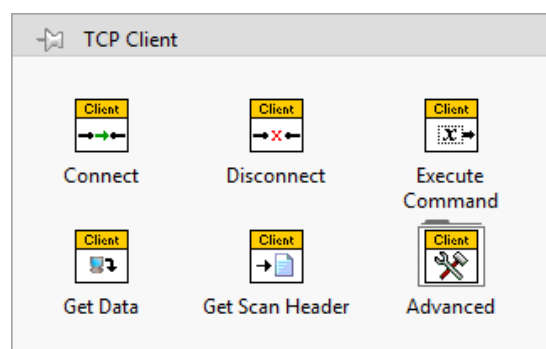 TCP Client
Client Client Client
x
Connect Disconnect Execute
Command
Client Client Client
Get Data Get Scan Header Advanced